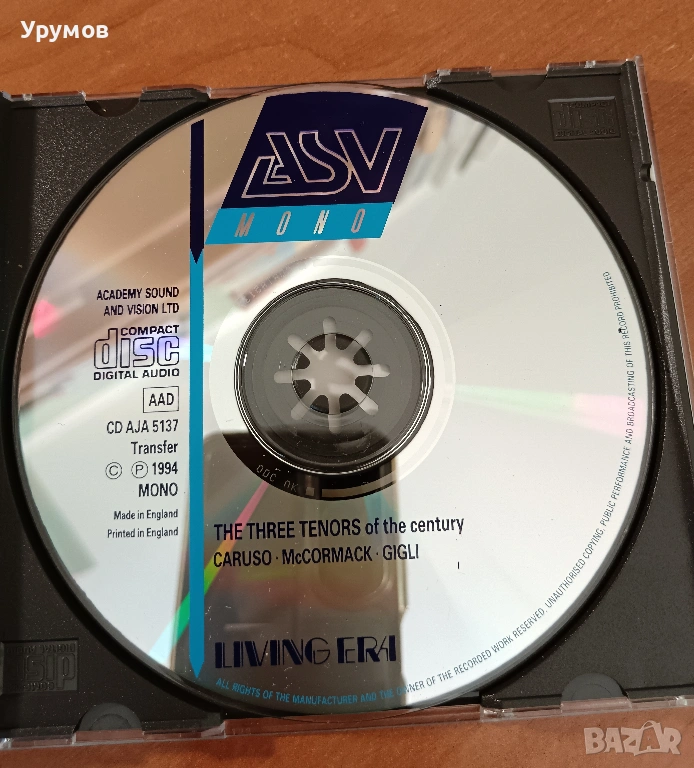 Урумов
ASV
MONO
ACADEMY SOUND
AND VISION LTD
COMPACT
disc
DIGITAL AUDIO
AAD
CD AJA 5137
Transfer
© ℗ 1994
MONO
Made in England
Printed in England
THE THREE TENORS of the century
CARUSO · McCORMACK · GIGLI
LIVING ERA
ALL RIGHTS OF THE MANUFACTURER AND THE OWNER OF THE RECORDED WORK RESERVED. UNAUTHORISED COPYING, PUBLIC PERFORMANCE AND BROADCASTING OF THIS RECORD PROHIBITED
BAZAR